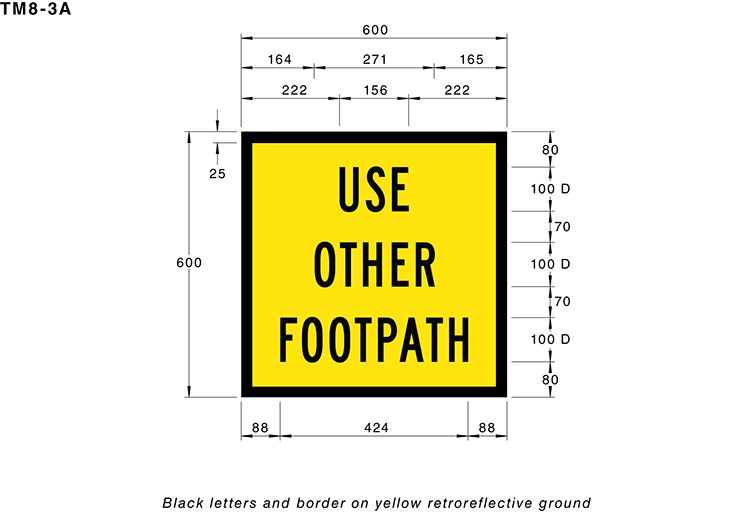 TM8-3A
600
164 271 165
222 156 222
25
80
100 D
70
100 D
70
100 D
80
600
USE
OTHER
FOOTPATH
88 424 88
Black letters and border on yellow retroreflective ground